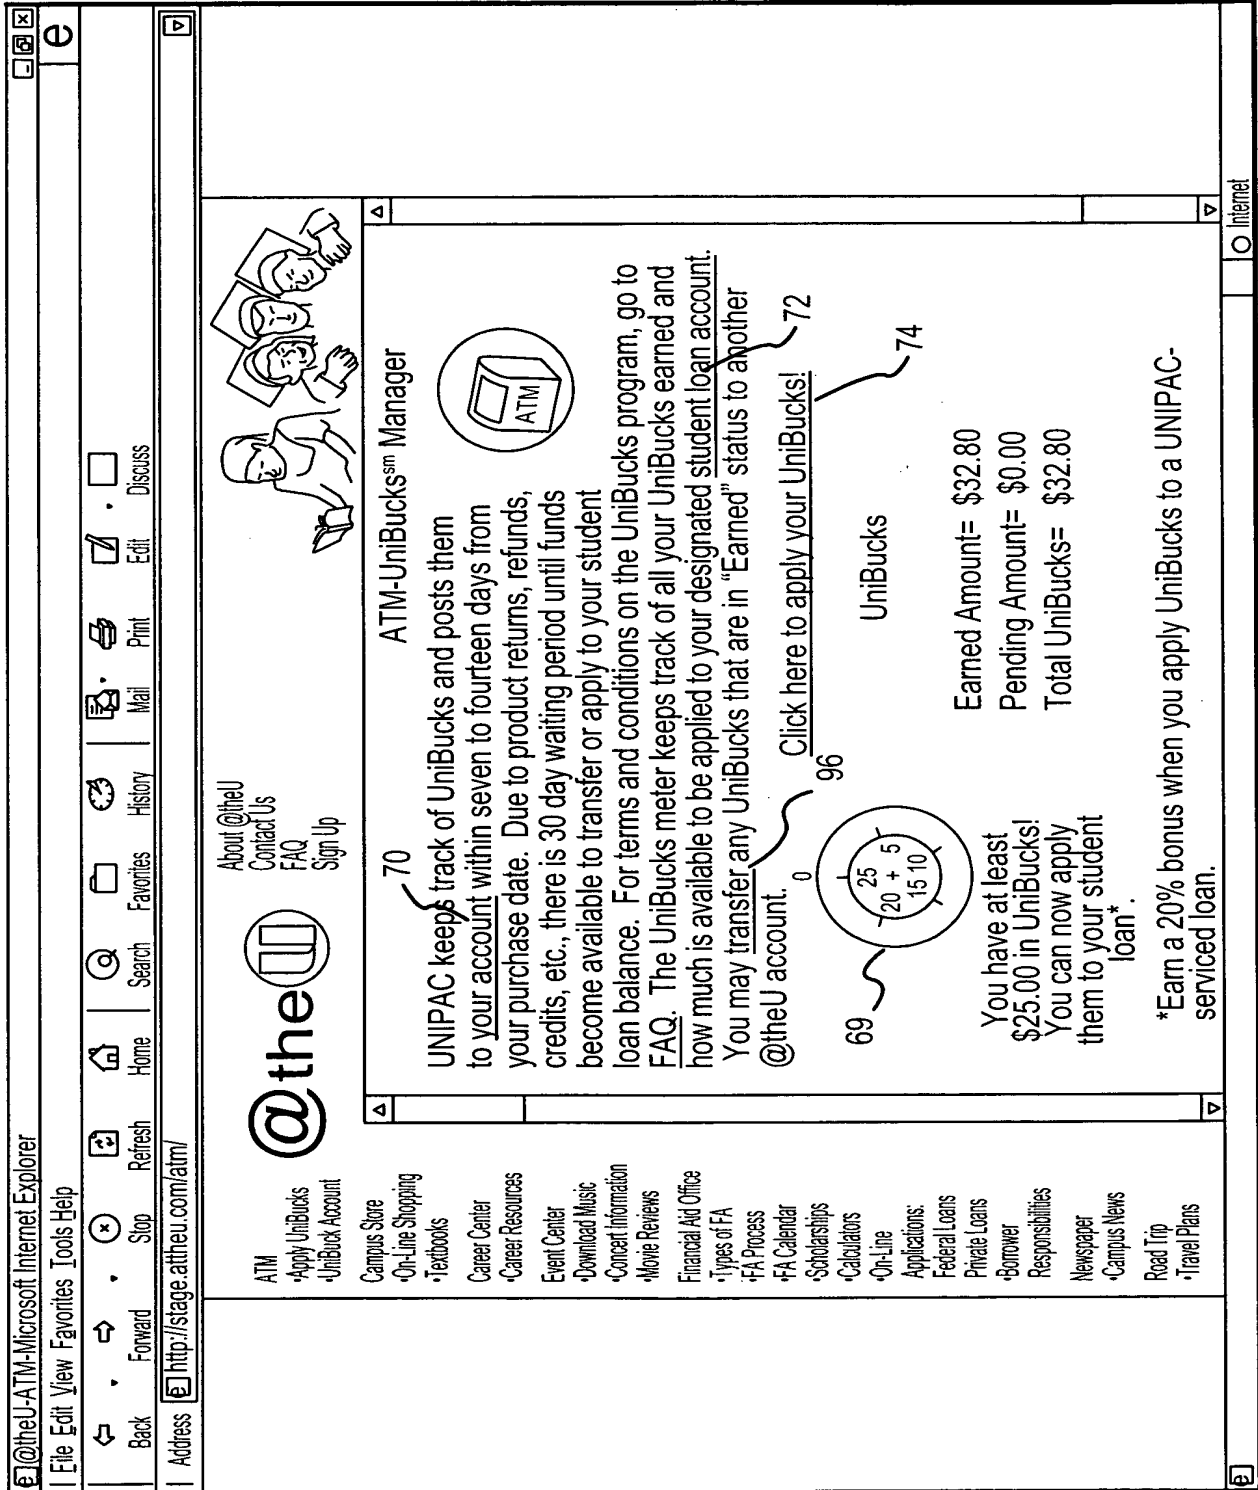 @theU-ATM-Microsoft Internet Explorer
File Edit View Favorites Tools Help
e
Back Forward Stop Refresh Home Search Favorites History Mail Print Edit Discuss
Address http://stage.attheu.com/atm/
@the U
About @theU
Contact Us
FAQ
Sign Up
ATM
•Apply UniBucks
•UniBuck Account
Campus Store
•On-Line Shopping
•Textbooks
Career Center
•Career Resources
Event Center
•Download Music
•Concert Information
•Movie Reviews
Financial Aid Office
•Types of FA
•FA Process
•FA Calendar
•Scholarships
•Calculators
•On-Line
Applications:
Federal Loans
Private Loans
•Borrower
Responsibilities
Newspaper
•Campus News
Road Trip
•Travel Plans
70
ATM-UniBucks℠ Manager
ATM
UNIPAC keeps track of UniBucks and posts them
to your account within seven to fourteen days from
your purchase date. Due to product returns, refunds,
credits, etc., there is 30 day waiting period until funds
become available to transfer or apply to your student
loan balance. For terms and conditions on the UniBucks program, go to
FAQ. The UniBucks meter keeps track of all your UniBucks earned and
how much is available to be applied to your designated student loan account.
You may transfer any UniBucks that are in “Earned” status to another
@theU account.
72
Click here to apply your UniBucks!
74
96
69
0
25
20 + 5
15 10
UniBucks
You have at least
$25.00 in UniBucks!
You can now apply
them to your student
loan*.
Earned Amount= $32.80
Pending Amount= $0.00
Total UniBucks= $32.80
*Earn a 20% bonus when you apply UniBucks to a UNIPAC-
serviced loan.
Internet